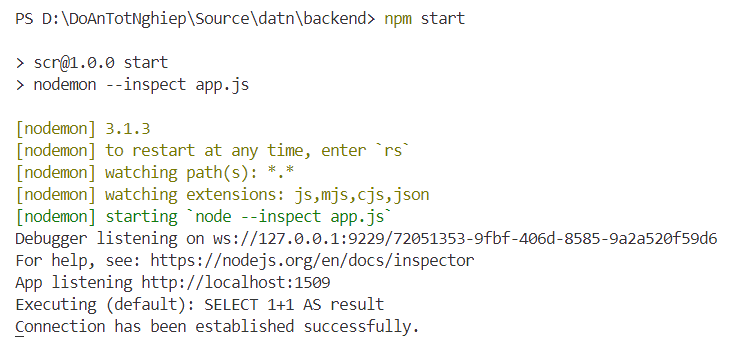 PS D:\DoAnTotNghiep\Source\datn\backend> npm start
> scr@1.0.0 start
> nodemon --inspect app.js
[nodemon] 3.1.3
[nodemon] to restart at any time, enter `rs`
[nodemon] watching path(s): *.*
[nodemon] watching extensions: js,mjs,cjs,json
[nodemon] starting `node --inspect app.js`
Debugger listening on ws://127.0.0.1:9229/72051353-9fbf-406d-8585-9a2a520f59d6
For help, see: https://nodejs.org/en/docs/inspector
App listening http://localhost:1509
Executing (default): SELECT 1+1 AS result
Connection has been established successfully.